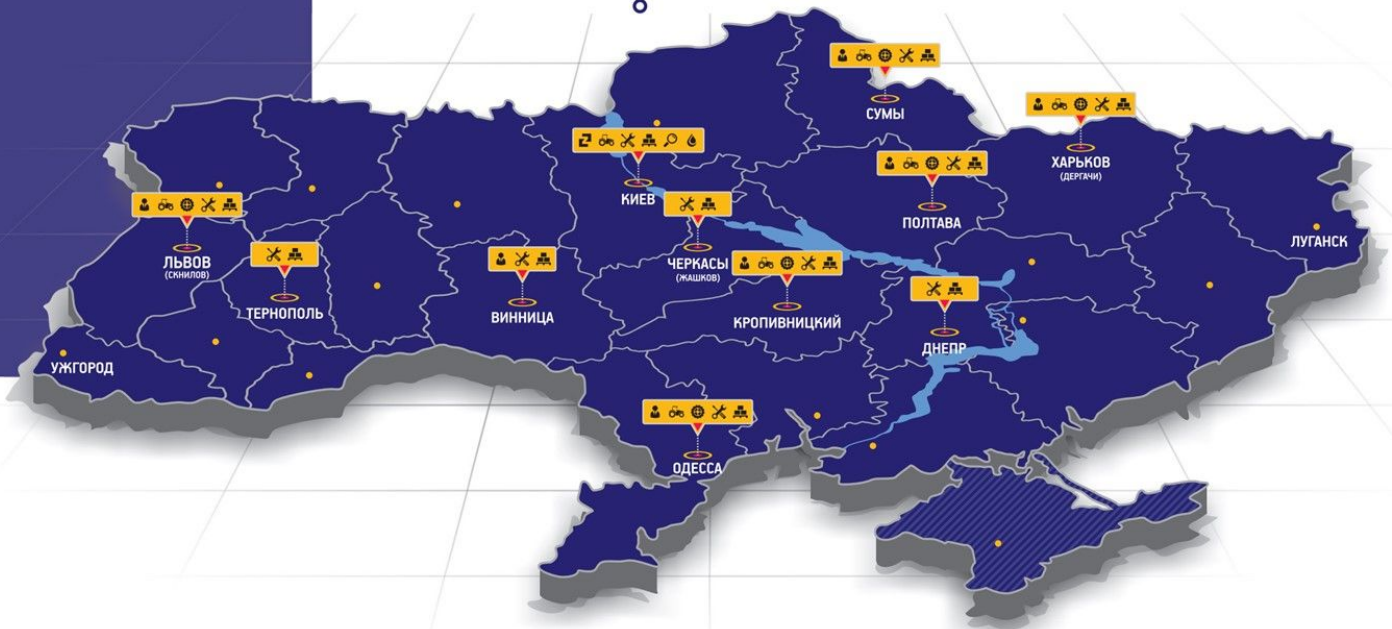 СУМЫ
ХАРЬКОВ
(ДЕРГАЧИ)
КИЕВ
ПОЛТАВА
ЛУГАНСК
ЛЬВОВ
(СКНИЛОВ)
ЧЕРКАСЫ
(ЖАШКОВ)
ТЕРНОПОЛЬ
ВИННИЦА
КРОПИВНИЦКИЙ
ДНЕПР
УЖГОРОД
ОДЕССА